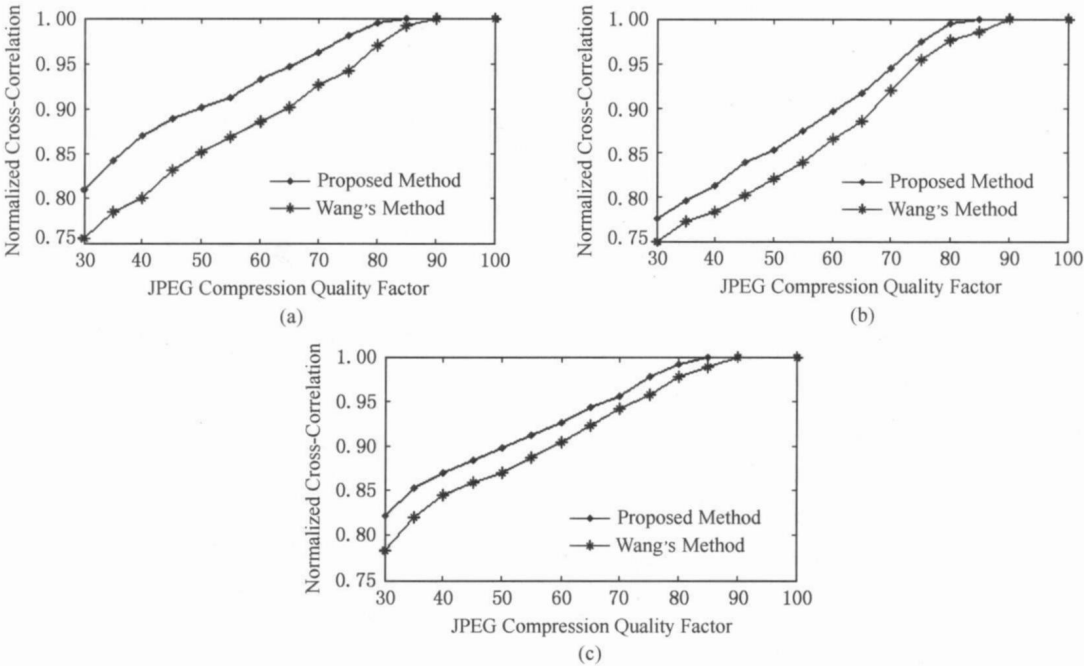 Normalized Cross-Correlation
1. 00
0. 95
0. 90
0. 85
0. 80
0. 75
30 40 50 60 70 80 90 100
JPEG Compression Quality Factor
Proposed Method
Wang's Method
(a)
Normalized Cross-Correlation
1. 00
0. 95
0. 90
0. 85
0. 80
0. 75
30 40 50 60 70 80 90 100
JPEG Compression Quality Factor
Proposed Method
Wang's Method
(b)
Normalized Cross-Correlation
1. 00
0. 95
0. 90
0. 85
0. 80
0. 75
30 40 50 60 70 80 90 100
JPEG Compression Quality Factor
Proposed Method
Wang's Method
(c)